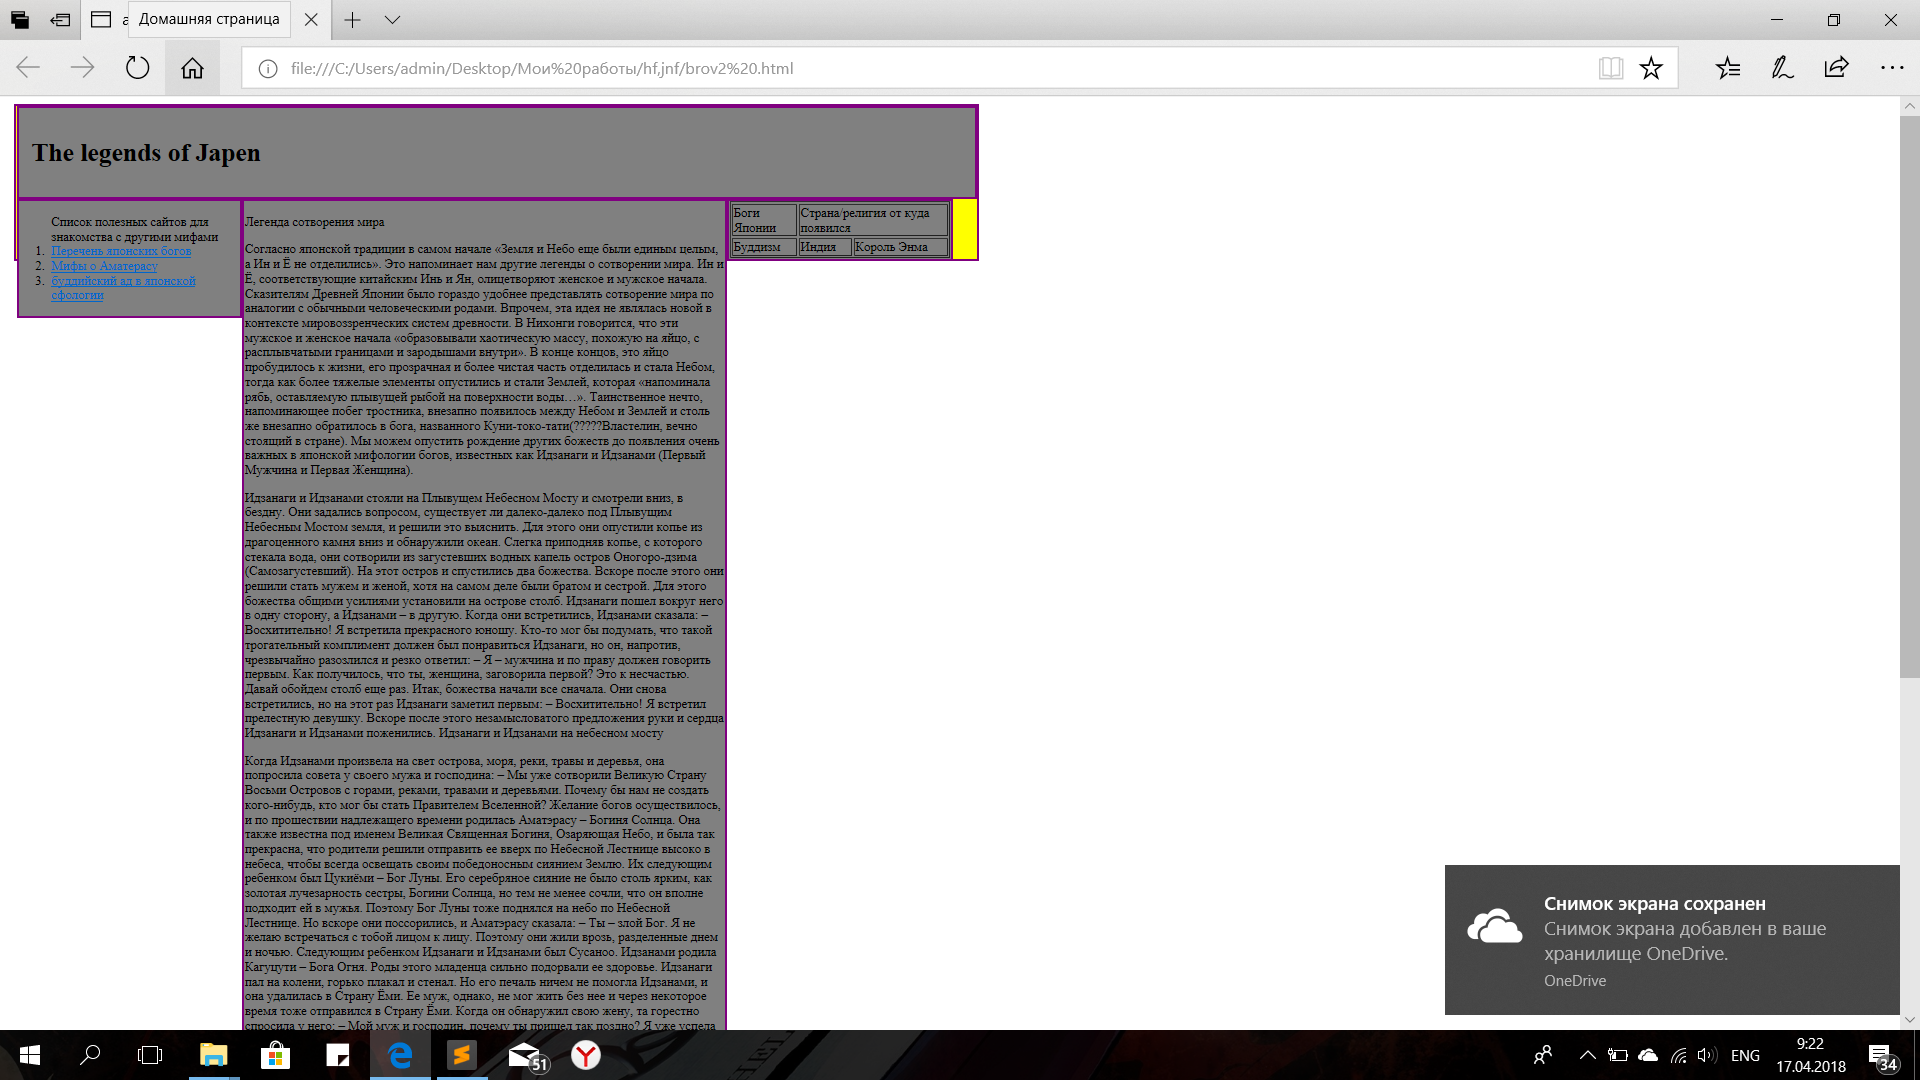 Домашняя страница
file:///C:/Users/admin/Desktop/Мои%20работы/hf,jnf/brov2%20.html
The legends of Japen
Список полезных сайтов для
знакомства с другими мифами
1. Перечень японских богов
2. Мифы о Аматерасу
3. буддийский ад в японской
сфологии
Легенда сотворения мира
Согласно японской традиции в самом начале «Земля и Небо еще были единым целым,
а Ин и Ё не отделились». Это напоминает нам другие легенды о сотворении мира. Ин и
Ё, соответствующие китайским Инь и Ян, олицетворяют женское и мужское начала.
Сказителям Древней Японии было гораздо удобнее представлять сотворение мира по
аналогии с обычными человеческими родами. Впрочем, эта идея не являлась новой в
контексте мировоззренческих систем древности. В Нихонги говорится, что эти
мужское и женское начала «образовывали хаотическую массу, похожую на яйцо, с
расплывчатыми границами и зародышами внутри». В конце концов, это яйцо
пробудилось к жизни, его прозрачная и более чистая часть отделилась и стала Небом,
тогда как более тяжелые элементы опустились и стали Землей, которая «напоминала
рябь, оставляемую плывущей рыбой на поверхности воды…». Таинственное нечто,
напоминающее побег тростника, внезапно появилось между Небом и Землей и столь
же внезапно обратилось в бога, названного Куни-токо-тати(?????Властелин, вечно
стоящий в стране). Мы можем опустить рождение других божеств до появления очень
важных в японской мифологии богов, известных как Идзанаги и Идзанами (Первый
Мужчина и Первая Женщина).
Идзанаги и Идзанами стояли на Плывущем Небесном Мосту и смотрели вниз, в
бездну. Они задались вопросом, существует ли далеко-далеко под Плывущим
Небесным Мостом земля, и решили это выяснить. Для этого они опустили копье из
драгоценного камня вниз и обнаружили океан. Слегка приподняв копье, с которого
стекала вода, они сотворили из загустевших водных капель остров Оногоро-дзима
(Самозагустевший). На этот остров и спустились два божества. Вскоре после этого они
решили стать мужем и женой, хотя на самом деле были братом и сестрой. Для этого
божества общими усилиями установили на острове столб. Идзанаги пошел вокруг него
в одну сторону, а Идзанами – в другую. Когда они встретились, Идзанами сказала: –
Восхитительно! Я встретила прекрасного юношу. Кто-то мог бы подумать, что такой
трогательный комплимент должен был понравиться Идзанаги, но он, напротив,
чрезвычайно разозлился и резко ответил: – Я – мужчина и по праву должен говорить
первым. Как получилось, что ты, женщина, заговорила первой? Это к несчастью.
Давай обойдем столб еще раз. Итак, божества начали все сначала. Они снова
встретились, но на этот раз Идзанаги заметил первым: – Восхитительно! Я встретил
прелестную девушку. Вскоре после этого незамысловатого предложения руки и сердца
Идзанаги и Идзанами поженились. Идзанаги и Идзанами на небесном мосту
Когда Идзанами произвела на свет острова, моря, реки, травы и деревья, она
попросила совета у своего мужа и господина: – Мы уже сотворили Великую Страну
Восьми Островов с горами, реками, травами и деревьями. Почему бы нам не создать
кого-нибудь, кто мог бы стать Правителем Вселенной? Желание богов осуществилось,
и по прошествии надлежащего времени родилась Аматэрасу – Богиня Солнца. Она
также известна под именем Великая Священная Богиня, Озаряющая Небо, и была так
прекрасна, что родители решили отправить ее вверх по Небесной Лестнице высоко в
небеса, чтобы всегда освещать своим победоносным сиянием Землю. Их следующим
ребенком был Цукиёми – Бог Луны. Его серебряное сияние не было столь ярким, как
золотая лучезарность сестры, Богини Солнца, но тем не менее сочли, что он вполне
подходит ей в мужья. Поэтому Бог Луны тоже поднялся на небо по Небесной
Лестнице. Но вскоре они поссорились, и Аматэрасу сказала: – Ты – злой Бог. Я не
желаю встречаться с тобой лицом к лицу. Поэтому они жили врозь, разделенные днем
и ночью. Следующим ребенком Идзанаги и Идзанами был Сусаноо. Идзанами родила
Кагуцути – Бога Огня. Роды этого младенца сильно подорвали ее здоровье. Идзанаги
пал на колени, горько плакал и стенал. Но его печаль ничем не помогла Идзанами, и
она удалилась в Страну Ёми. Ее муж, однако, не мог жить без нее и через некоторое
время тоже отправился в Страну Ёми. Когда он обнаружил свою жену, та горестно
спросила у него: – Мой муж и господин, почему ты пришел так поздно? Я уже успела
Боги Японии
Страна/религия от куда появился
Буддизм Индия Король Энма
Снимок экрана сохранен
Снимок экрана добавлен в ваше
хранилище OneDrive.
OneDrive
51
ENG
9:22
17.04.2018
34